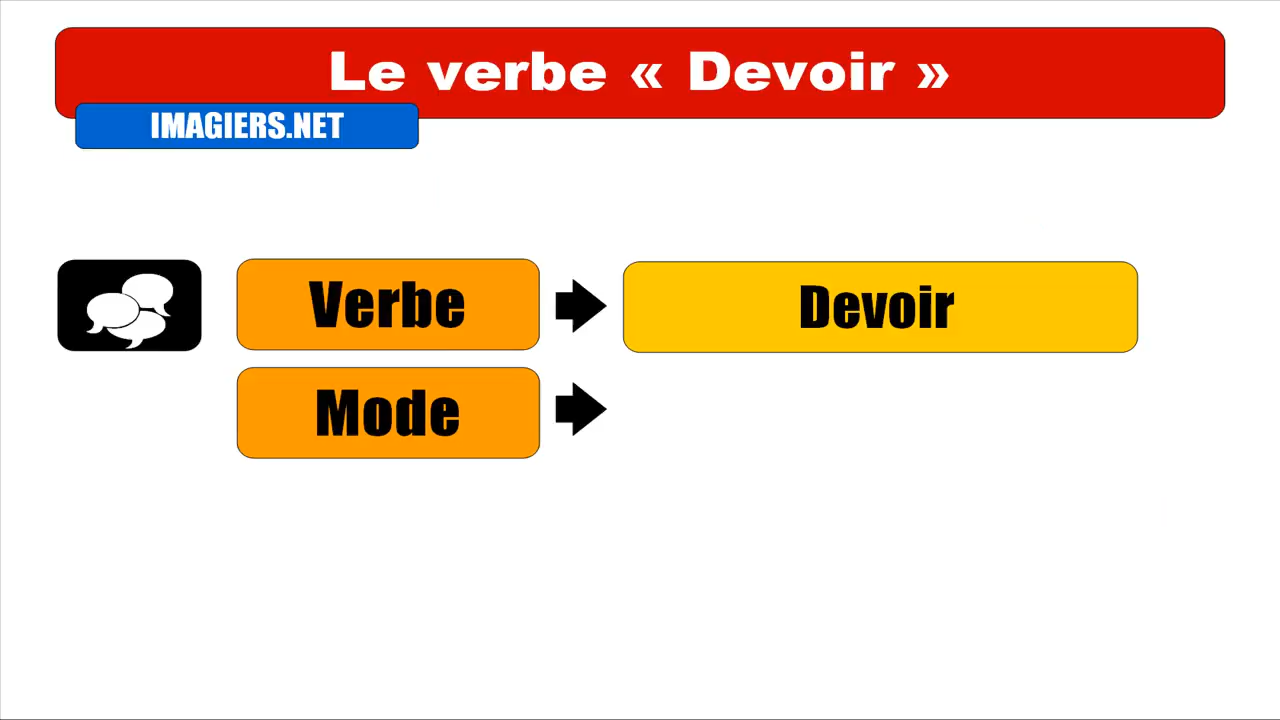 Le verbe « Devoir »
IMAGIERS.NET
Verbe
Devoir
Mode